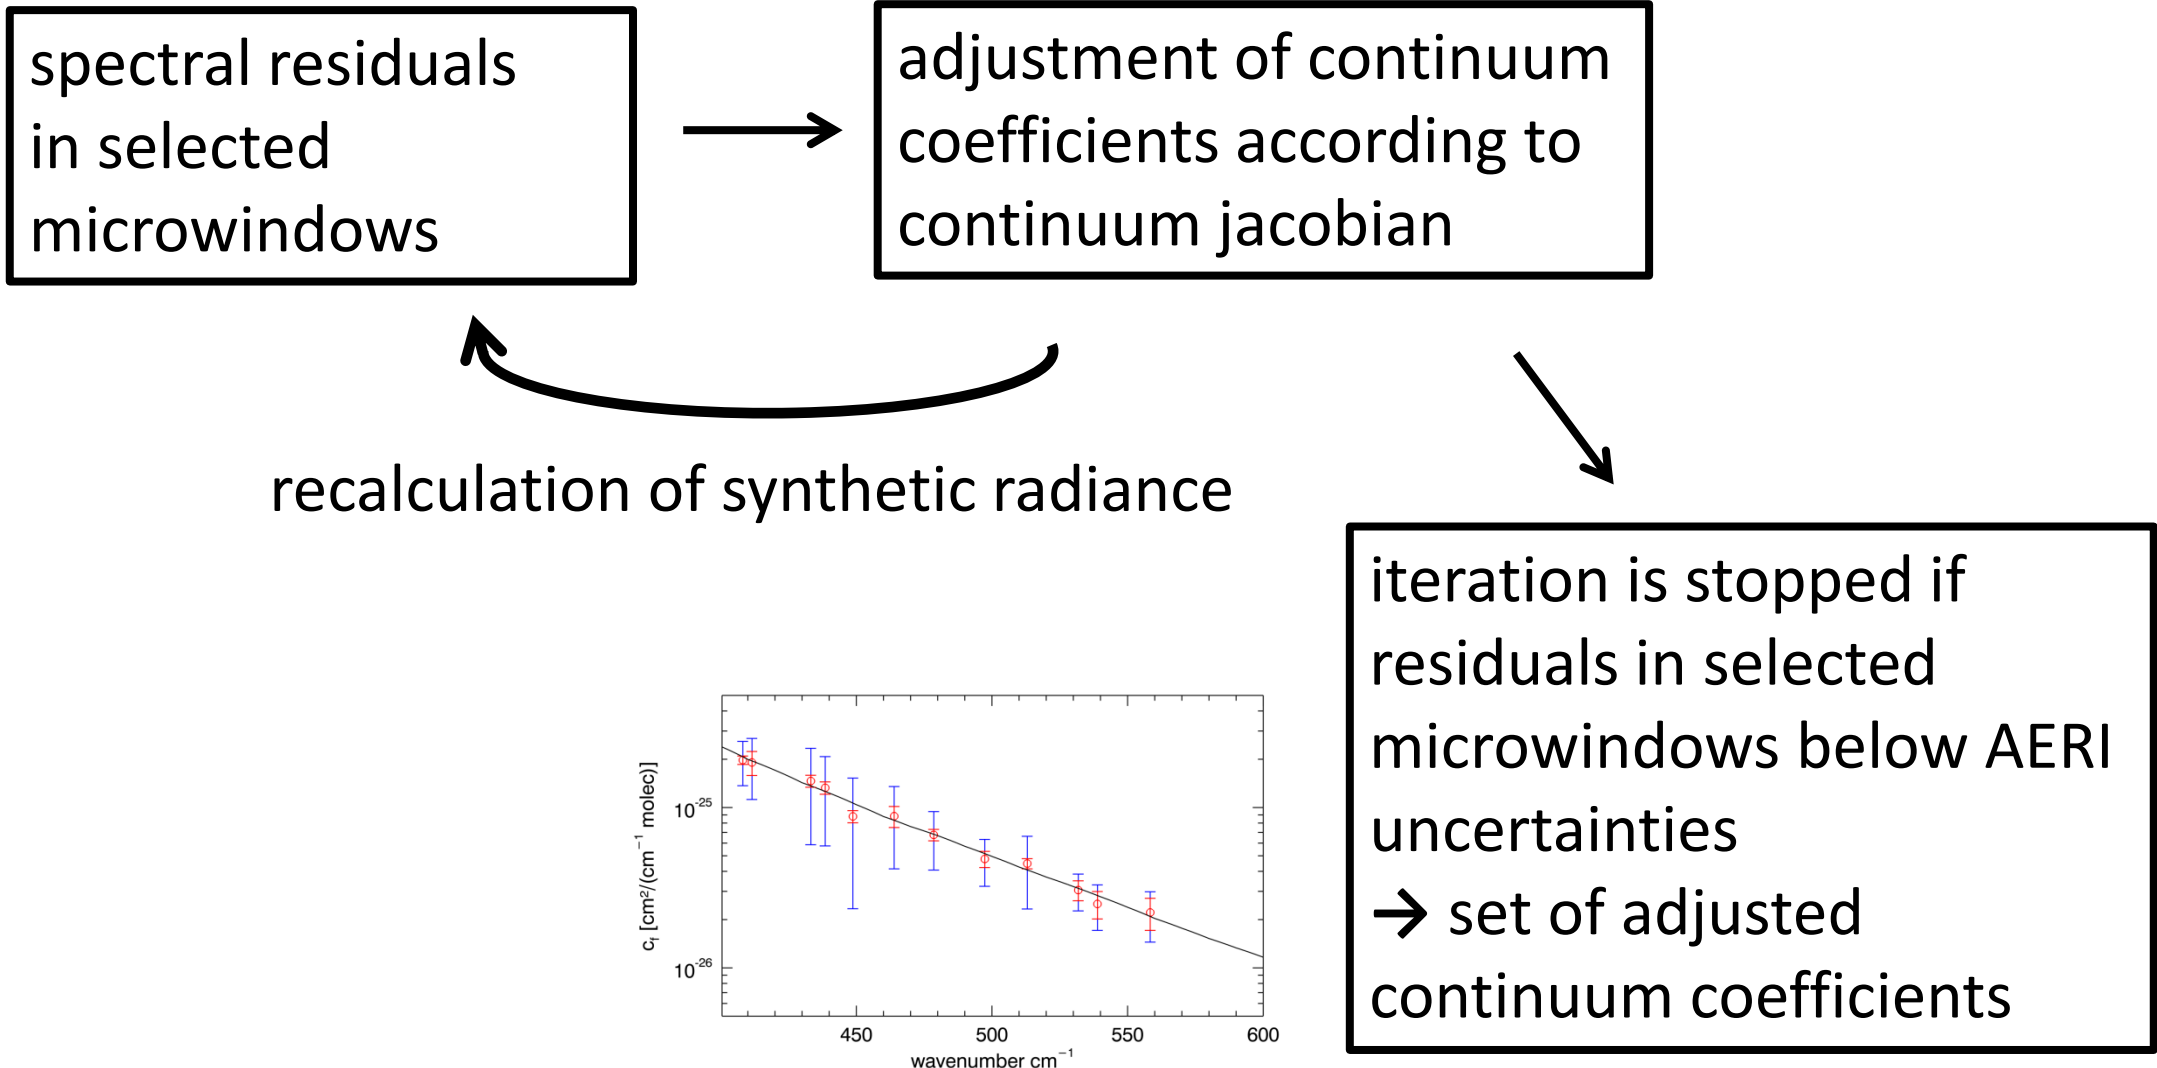 spectral residuals
in selected
microwindows
adjustment of continuum
coefficients according to
continuum jacobian
recalculation of synthetic radiance
iteration is stopped if
residuals in selected
microwindows below AERI
uncertainties
→ set of adjusted
continuum coefficients
c_f [cm²/(cm⁻¹ molec)]
10⁻²⁵
10⁻²⁶
450 500 550 600
wavenumber cm⁻¹